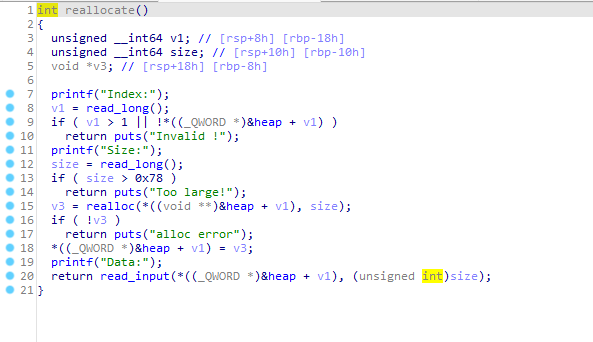 1 int reallocate()
2 {
3   unsigned __int64 v1; // [rsp+8h] [rbp-18h]
4   unsigned __int64 size; // [rsp+10h] [rbp-10h]
5   void *v3; // [rsp+18h] [rbp-8h]
6
7   printf("Index:");
8   v1 = read_long();
9   if ( v1 > 1 || !*((_QWORD *)&heap + v1) )
10     return puts("Invalid !");
11   printf("Size:");
12   size = read_long();
13   if ( size > 0x78 )
14     return puts("Too large!");
15   v3 = realloc(*((void **)&heap + v1), size);
16   if ( !v3 )
17     return puts("alloc error");
18   *((_QWORD *)&heap + v1) = v3;
19   printf("Data:");
20   return read_input(*((_QWORD *)&heap + v1), (unsigned int)size);
21 }